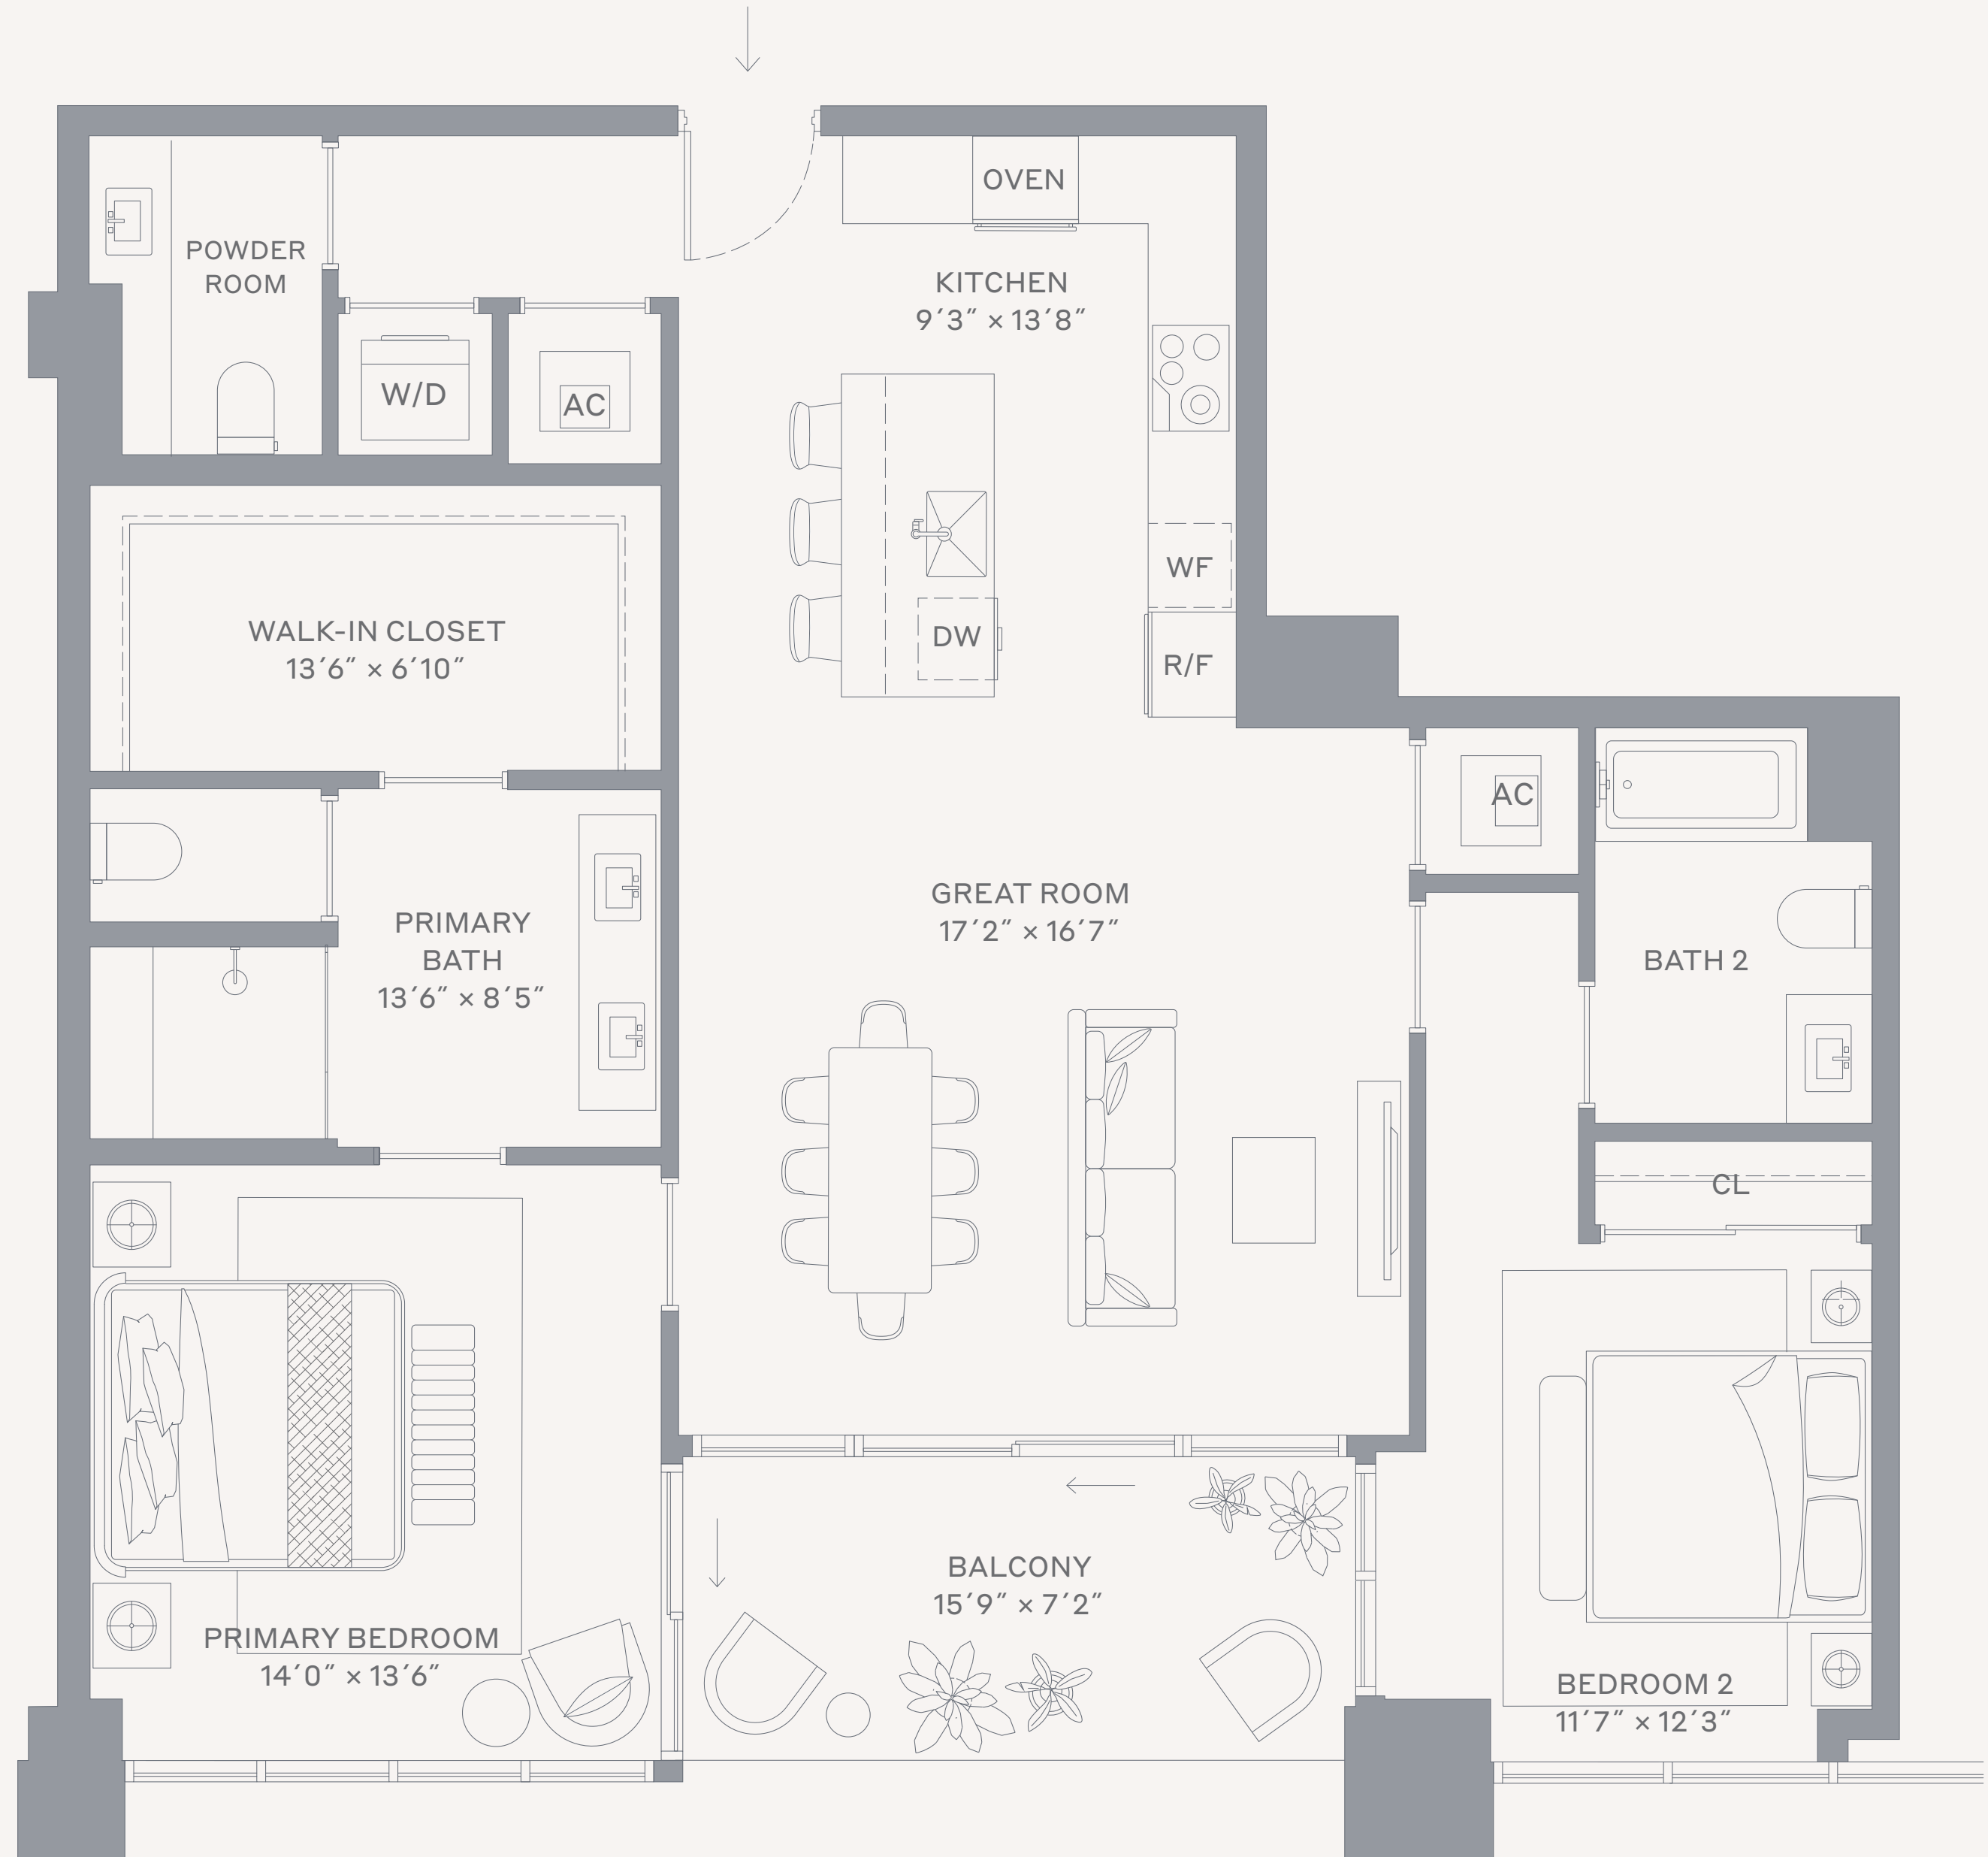 OVEN
POWDER
ROOM
KITCHEN
9′3″ × 13′8″
W/D
AC
WF
DW
R/F
WALK-IN CLOSET
13′6″ × 6′10″
AC
GREAT ROOM
17′2″ × 16′7″
PRIMARY
BATH
13′6″ × 8′5″
BATH 2
CL
BALCONY
15′9″ × 7′2″
PRIMARY BEDROOM
14′0″ × 13′6″
BEDROOM 2
11′7″ × 12′3″